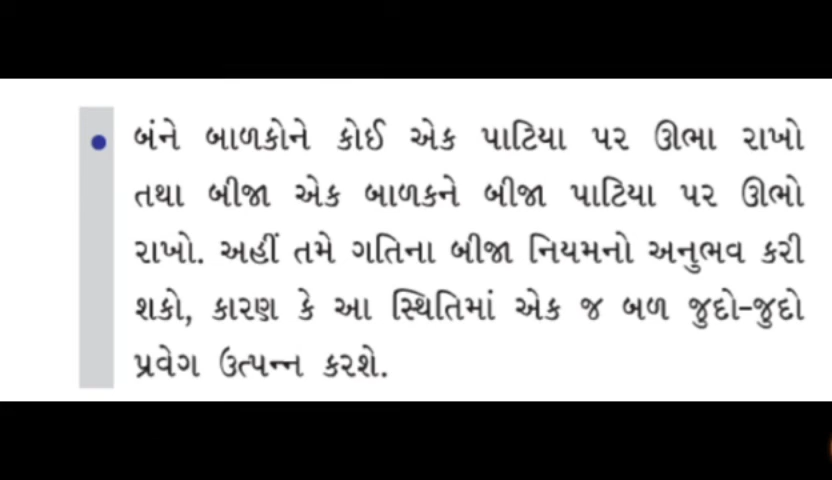 • બંને બાળકોને કોઈ એક પાટિયા પર ઊભા રાખો
તથા બીજા એક બાળકને બીજા પાટિયા પર ઊભો
રાખો. અહીં તમે ગતિના બીજા નિયમનો અનુભવ કરી
શકો, કારણ કે આ સ્થિતિમાં એક જ બળ જુદો-જુદો
પ્રવેગ ઉત્પન્ન કરશે.